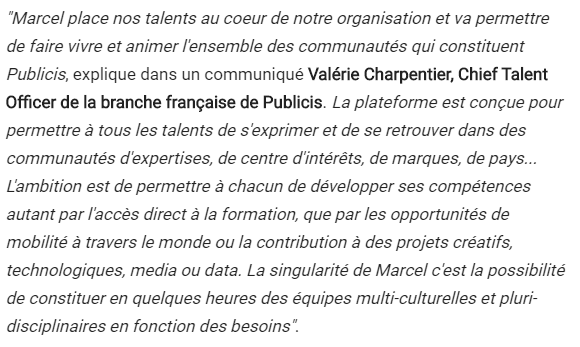 "Marcel place nos talents au coeur de notre organisation et va permettre
de faire vivre et animer l'ensemble des communautés qui constituent
Publicis, explique dans un communiqué Valérie Charpentier, Chief Talent
Officer de la branche française de Publicis. La plateforme est conçue pour
permettre à tous les talents de s'exprimer et de se retrouver dans des
communautés d'expertises, de centre d'intérêts, de marques, de pays...
L'ambition est de permettre à chacun de développer ses compétences
autant par l'accès direct à la formation, que par les opportunités de
mobilité à travers le monde ou la contribution à des projets créatifs,
technologiques, media ou data. La singularité de Marcel c'est la possibilité
de constituer en quelques heures des équipes multi-culturelles et pluri-
disciplinaires en fonction des besoins".